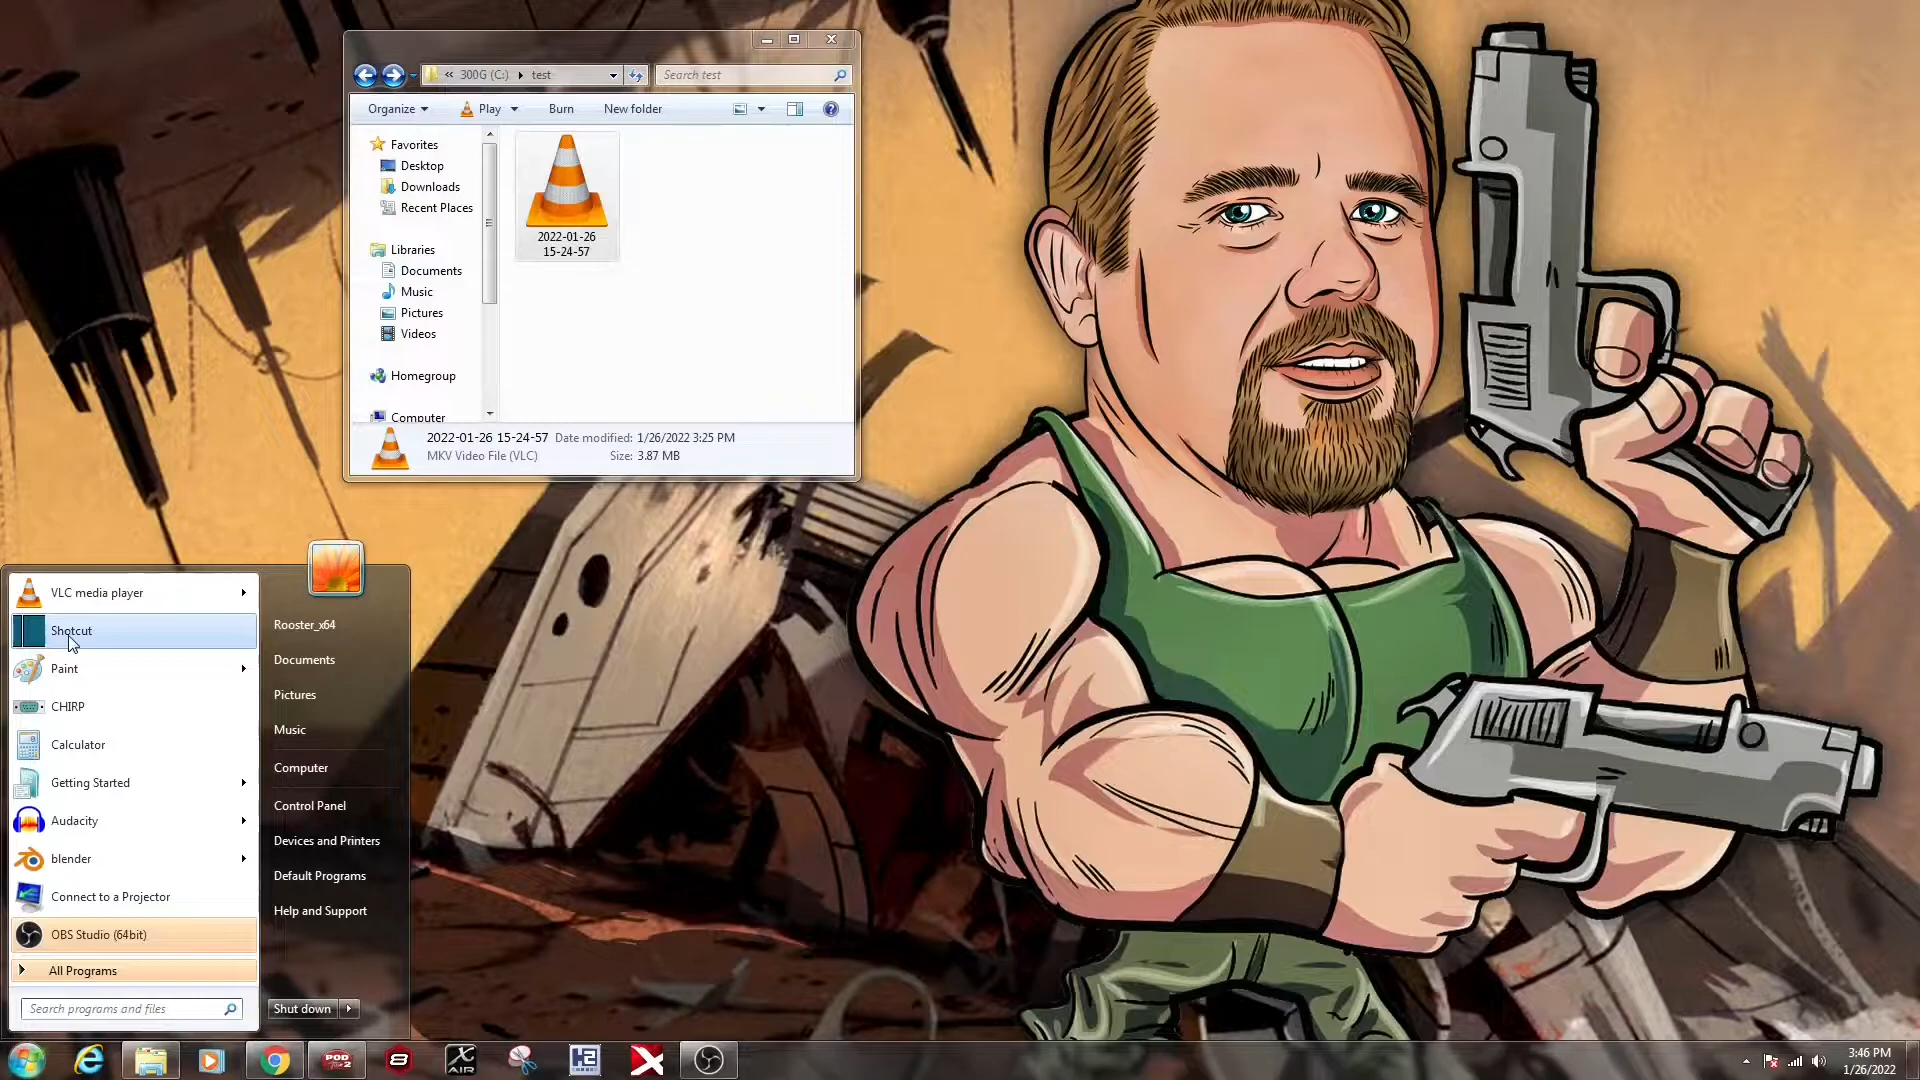 « 300G (C:) test
Search test
Organize
Play
Burn
New folder
Favorites
Desktop
Downloads
Recent Places
Libraries
Documents
Music
Pictures
Videos
Homegroup
Computer
2022-01-26
15-24-57
2022-01-26 15-24-57 Date modified: 1/26/2022 3:25 PM
MKV Video File (VLC) Size: 3.87 MB
VLC media player
Shotcut
Paint
CHIRP
Calculator
Getting Started
Audacity
blender
Connect to a Projector
OBS Studio (64bit)
All Programs
Search programs and files
Rooster_x64
Documents
Pictures
Music
Computer
Control Panel
Devices and Printers
Default Programs
Help and Support
Shut down
POD
2
8
X
AIR
X
3:46 PM
1/26/2022